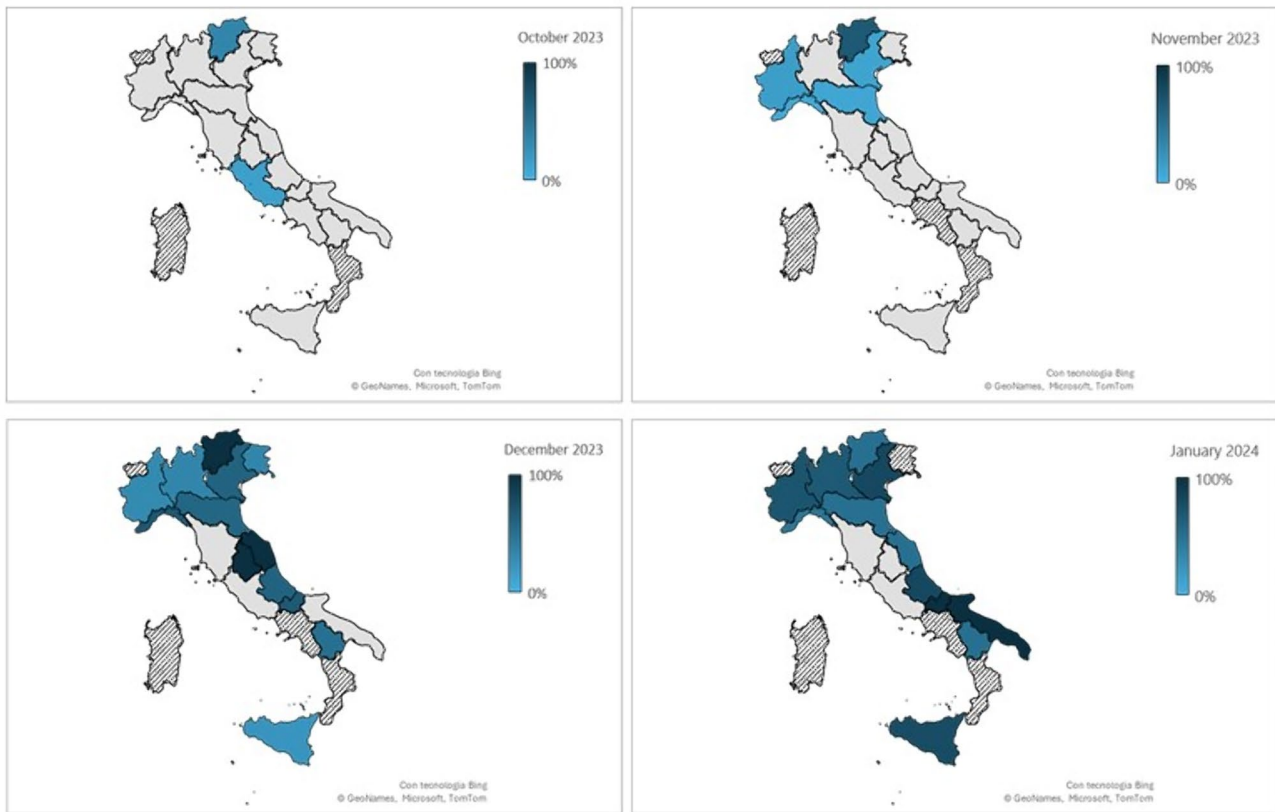 October 2023
100%
0%
Con tecnologia Bing
© GeoNames, Microsoft, TomTom
November 2023
100%
0%
Con tecnologia Bing
© GeoNames, Microsoft, TomTom
December 2023
100%
0%
Con tecnologia Bing
© GeoNames, Microsoft, TomTom
January 2024
100%
0%
Con tecnologia Bing
© GeoNames, Microsoft, TomTom